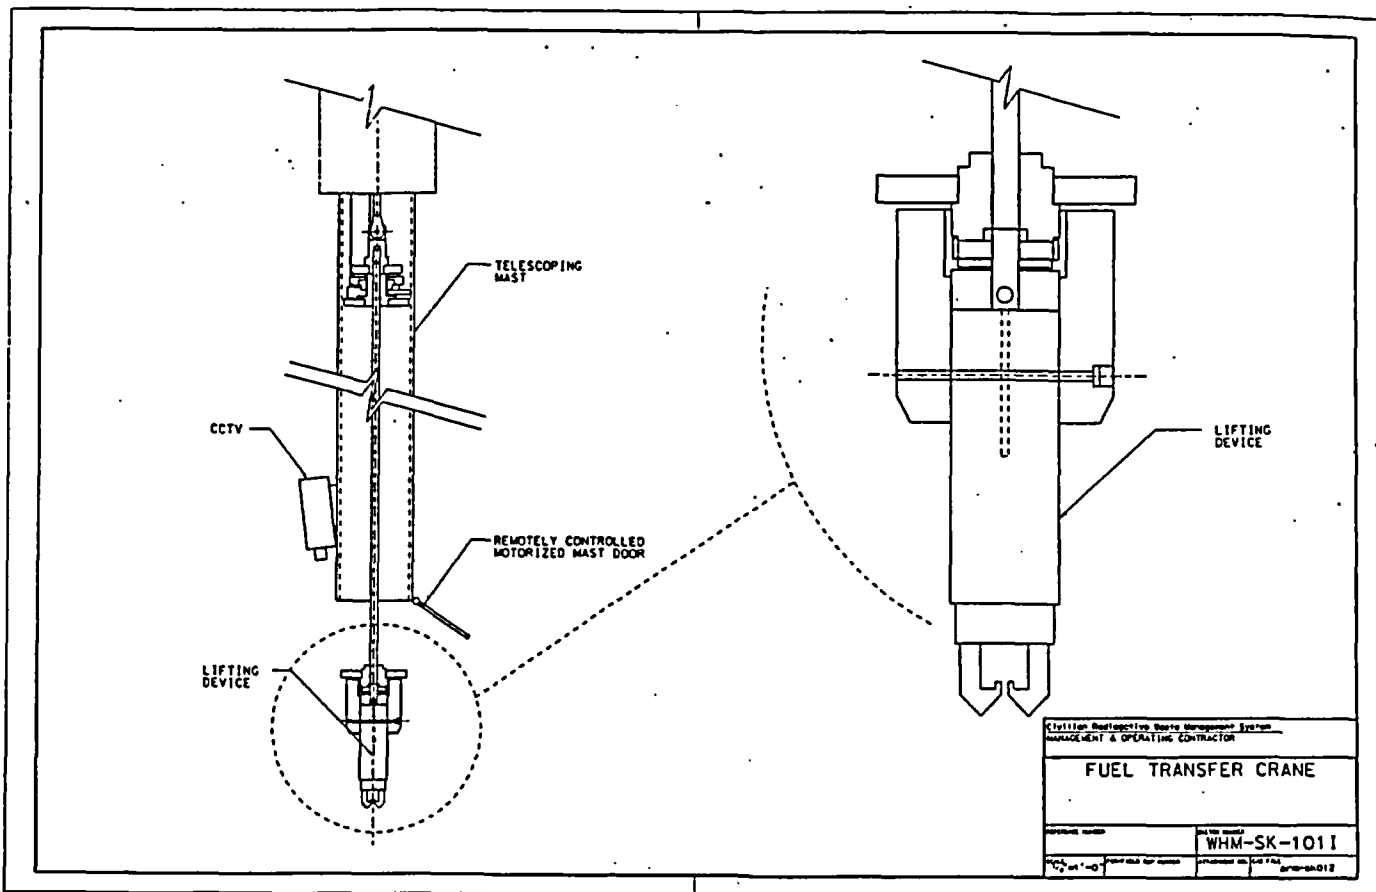 TELESCOPING
MAST
CCTV
REMOTELY CONTROLLED
MOTORIZED MAST DOOR
LIFTING
DEVICE
LIFTING
DEVICE
Civilian Radioactive Waste Management System
MANAGEMENT & OPERATING CONTRACTOR
FUEL TRANSFER CRANE
WHM-SK-101I